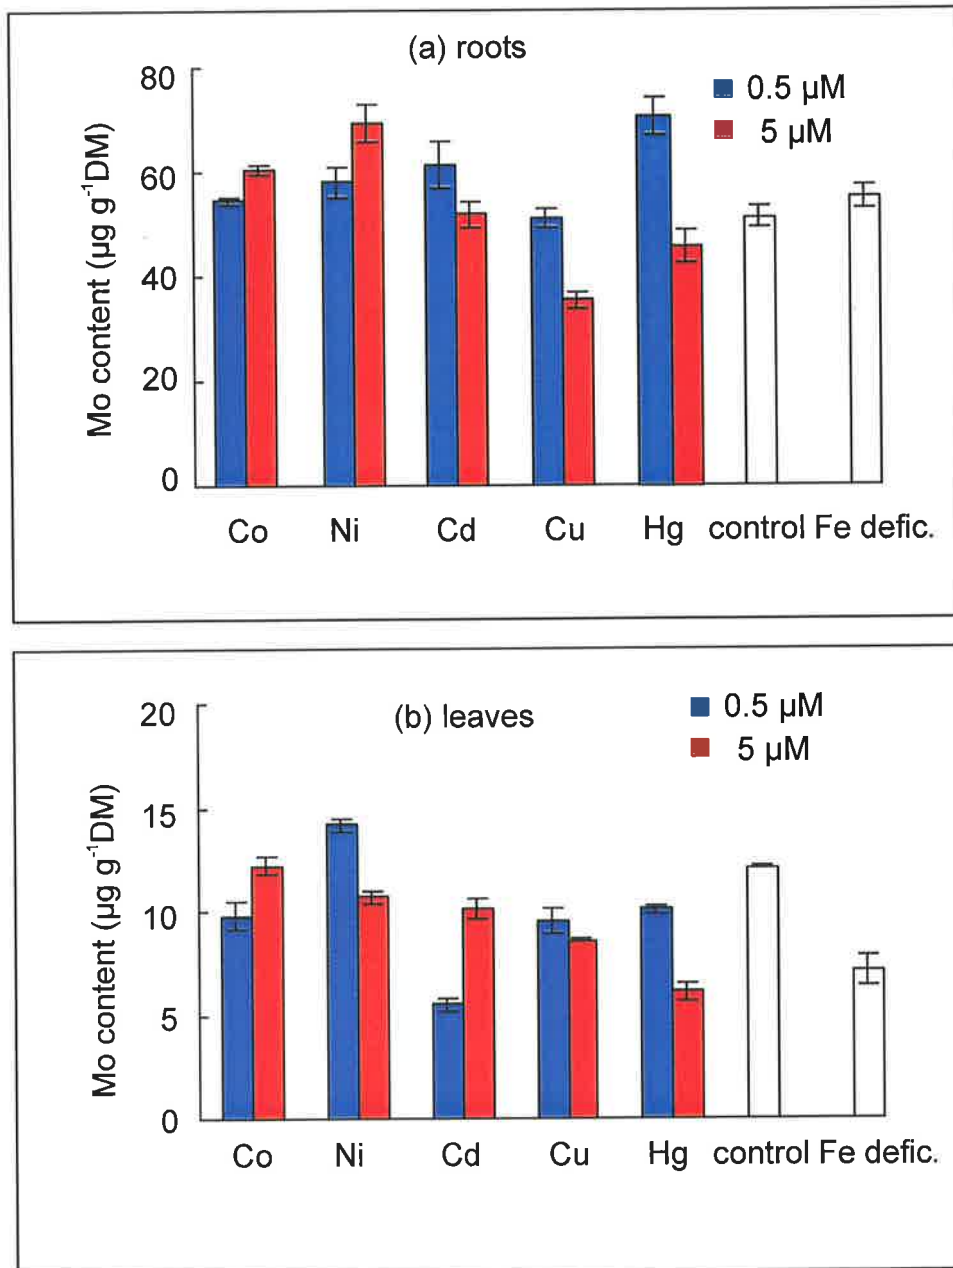 (a) roots
0.5 µM
5 µM
Mo content (µg g⁻¹DM)
80
60
40
20
0
Co Ni Cd Cu Hg control Fe defic.
(b) leaves
0.5 µM
5 µM
Mo content (µg g⁻¹DM)
20
15
10
5
0
Co Ni Cd Cu Hg control Fe defic.